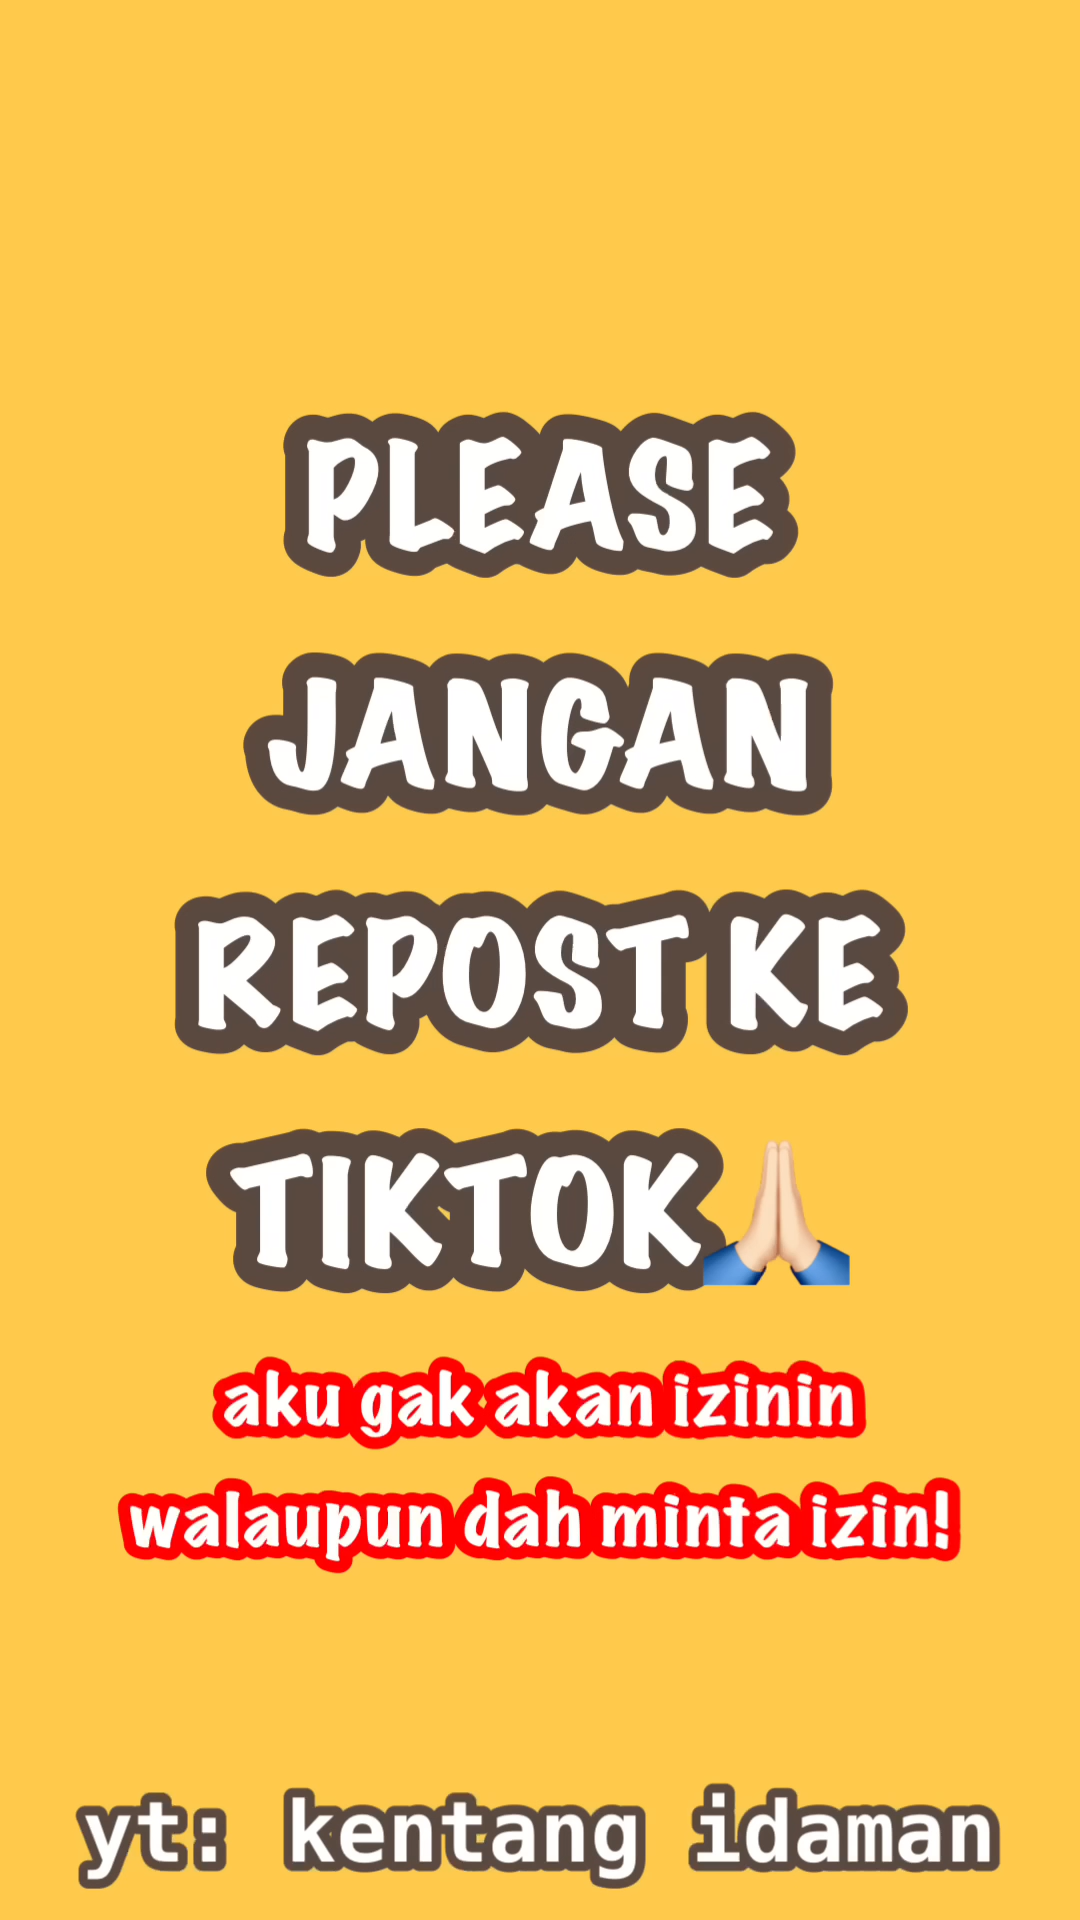 PLEASE
JANGAN
REPOST KE
TIKTOK🙏🏻
aku gak akan izinin
walaupun dah minta izin!
yt: kentang idaman